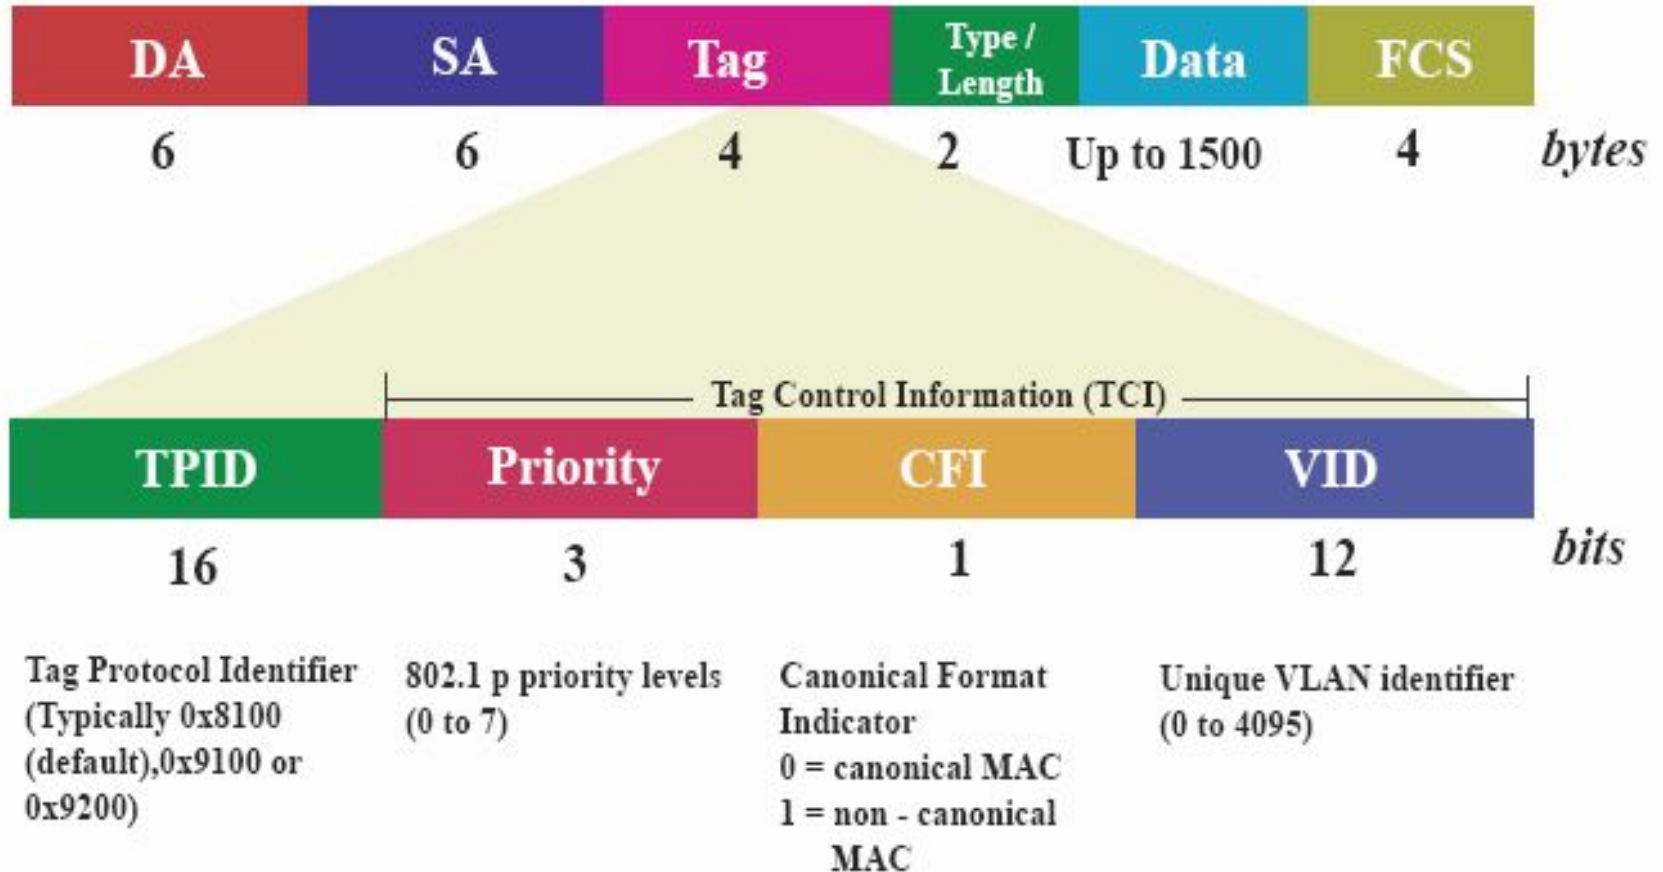 DA SA Tag Type / Length Data FCS
6 6 4 2 Up to 1500 4 bytes
Tag Control Information (TCI)
TPID Priority CFI VID
16 3 1 12 bits
Tag Protocol Identifier
(Typically 0x8100
(default),0x9100 or
0x9200)
802.1 p priority levels
(0 to 7)
Canonical Format
Indicator
0 = canonical MAC
1 = non - canonical
MAC
Unique VLAN identifier
(0 to 4095)